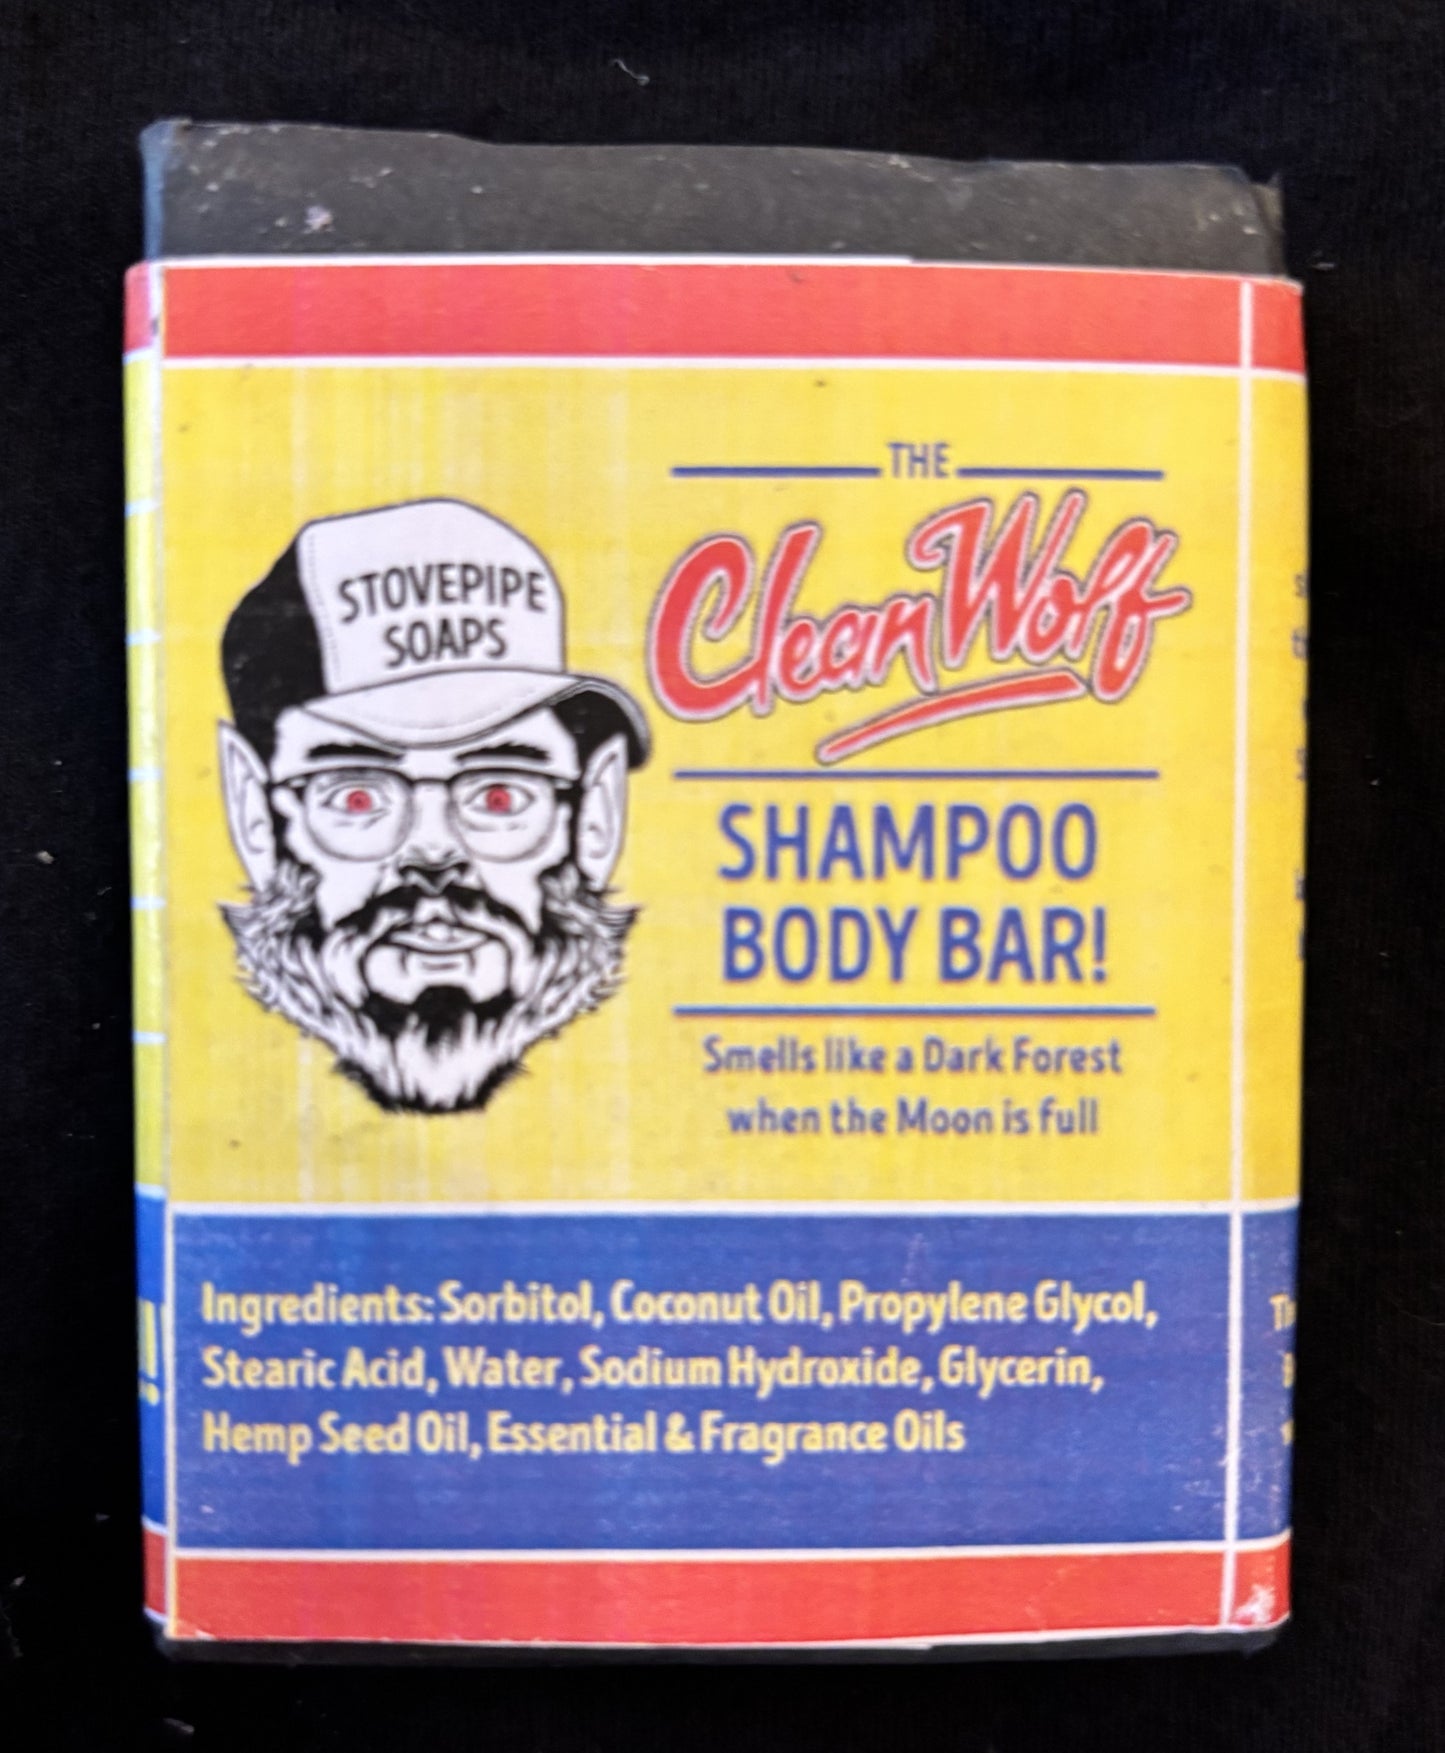 THE
Clean Wolf
STOVEPIPE
SOAPS
SHAMPOO
BODY BAR!
Smells like a Dark Forest
when the Moon is full
Ingredients: Sorbitol, Coconut Oil, Propylene Glycol,
Stearic Acid, Water, Sodium Hydroxide, Glycerin,
Hemp Seed Oil, Essential & Fragrance Oils